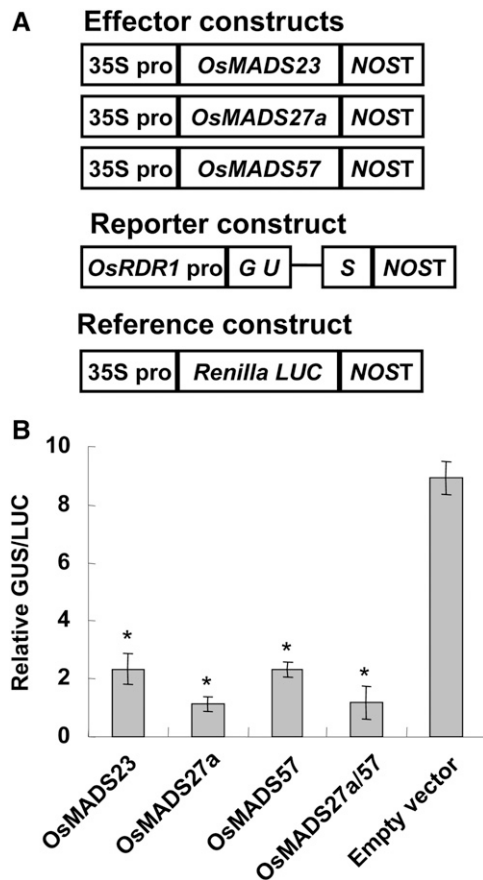 A
Effector constructs
35S pro OsMADS23 NOST
35S pro OsMADS27a NOST
35S pro OsMADS57 NOST
Reporter construct
OsRDR1 pro G U S NOST
Reference construct
35S pro Renilla LUC NOST
B
Relative GUS/LUC
10
8
6
4
2
0
* * * *
OsMADS23
OsMADS27a
OsMADS57
OsMADS27a/57
Empty vector